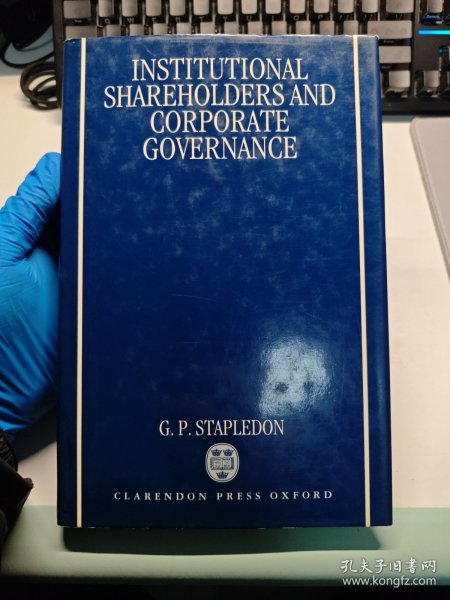 INSTITUTIONAL
SHAREHOLDERS AND
CORPORATE
GOVERNANCE
G. P. STAPLEDON
CLARENDON PRESS OXFORD
孔夫子旧书网
www.kongfz.com